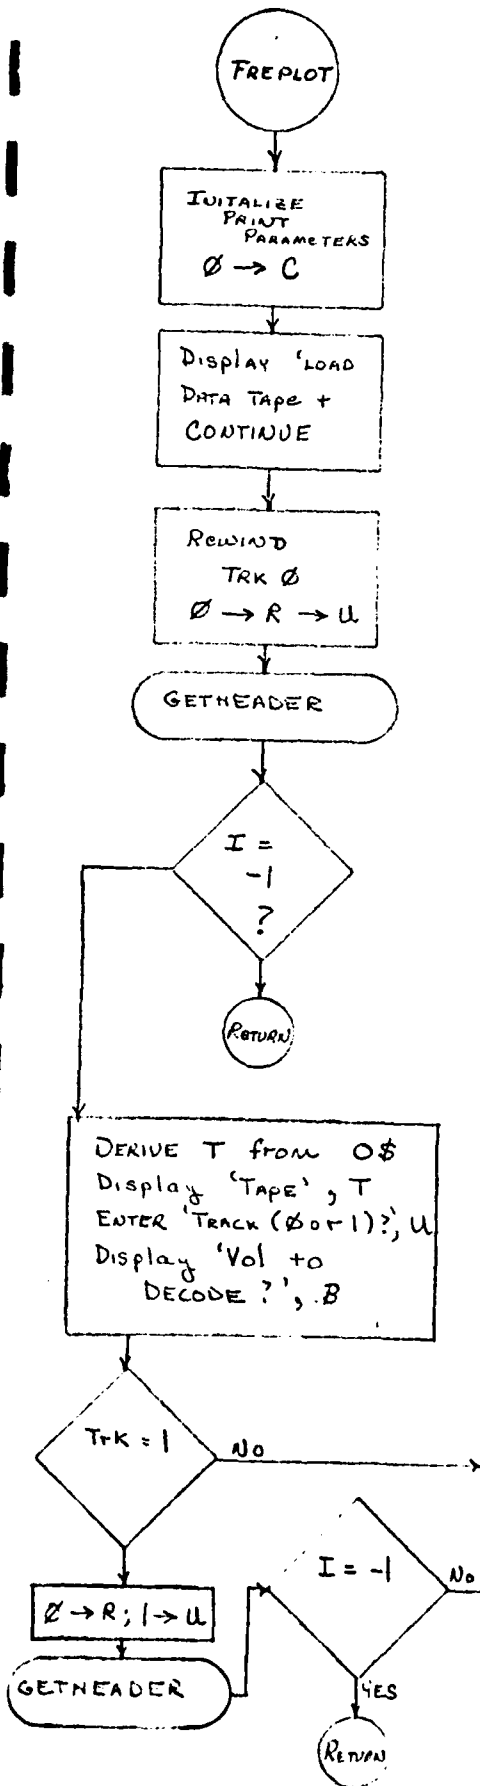 FREPLOT
INITALIZE
PRINT
PARAMETERS
Ø → C
Display 'LOAD
DATA TAPE +
CONTINUE
REWIND
TRK Ø
Ø → R → U
GETHEADER
I =
-1
?
RETURN
DERIVE T from O$
Display 'TAPE', T
ENTER 'TRACK (Ø or 1)?', U
Display 'Vol to
DECODE ?', B
TrK = 1
NO
Ø → R; 1 → U
GETHEADER
I = -1
NO
YES
RETURN